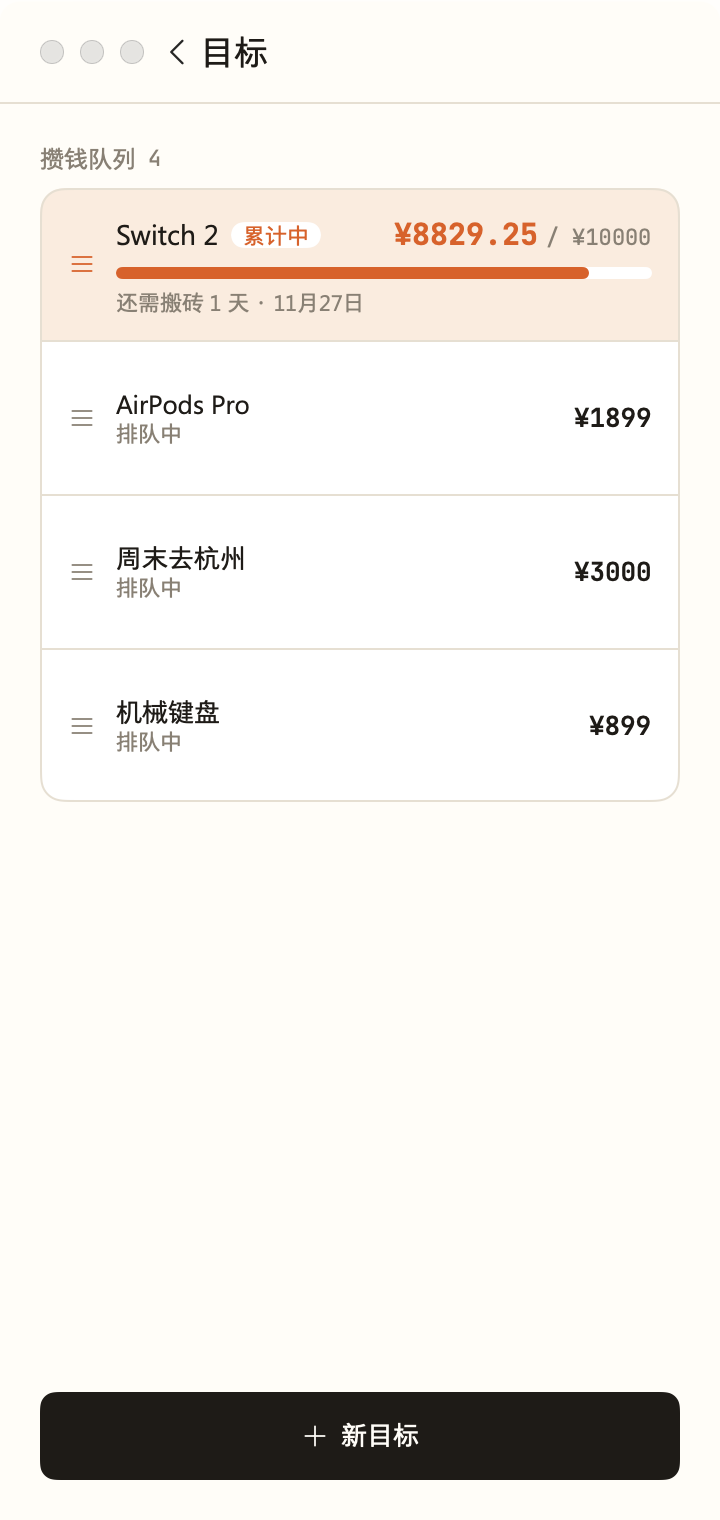 目标
攒钱队列 4
Switch 2 累计中 ¥8829.25 / ¥10000
还需搬砖 1 天 · 11月27日
AirPods Pro
排队中
¥1899
周末去杭州
排队中
¥3000
机械键盘
排队中
¥899
新目标